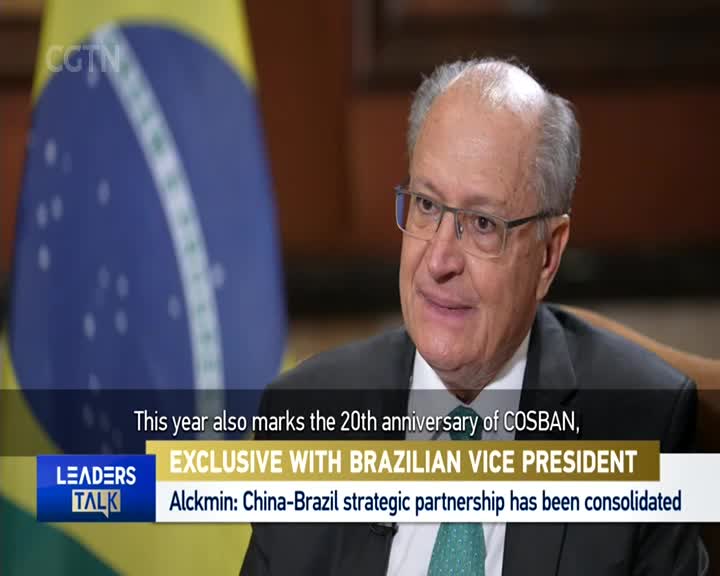 CGTN
This year also marks the 20th anniversary of COSBAN,
EXCLUSIVE WITH BRAZILIAN VICE PRESIDENT
LEADERS
TALK
Alckmin: China-Brazil strategic partnership has been consolidated